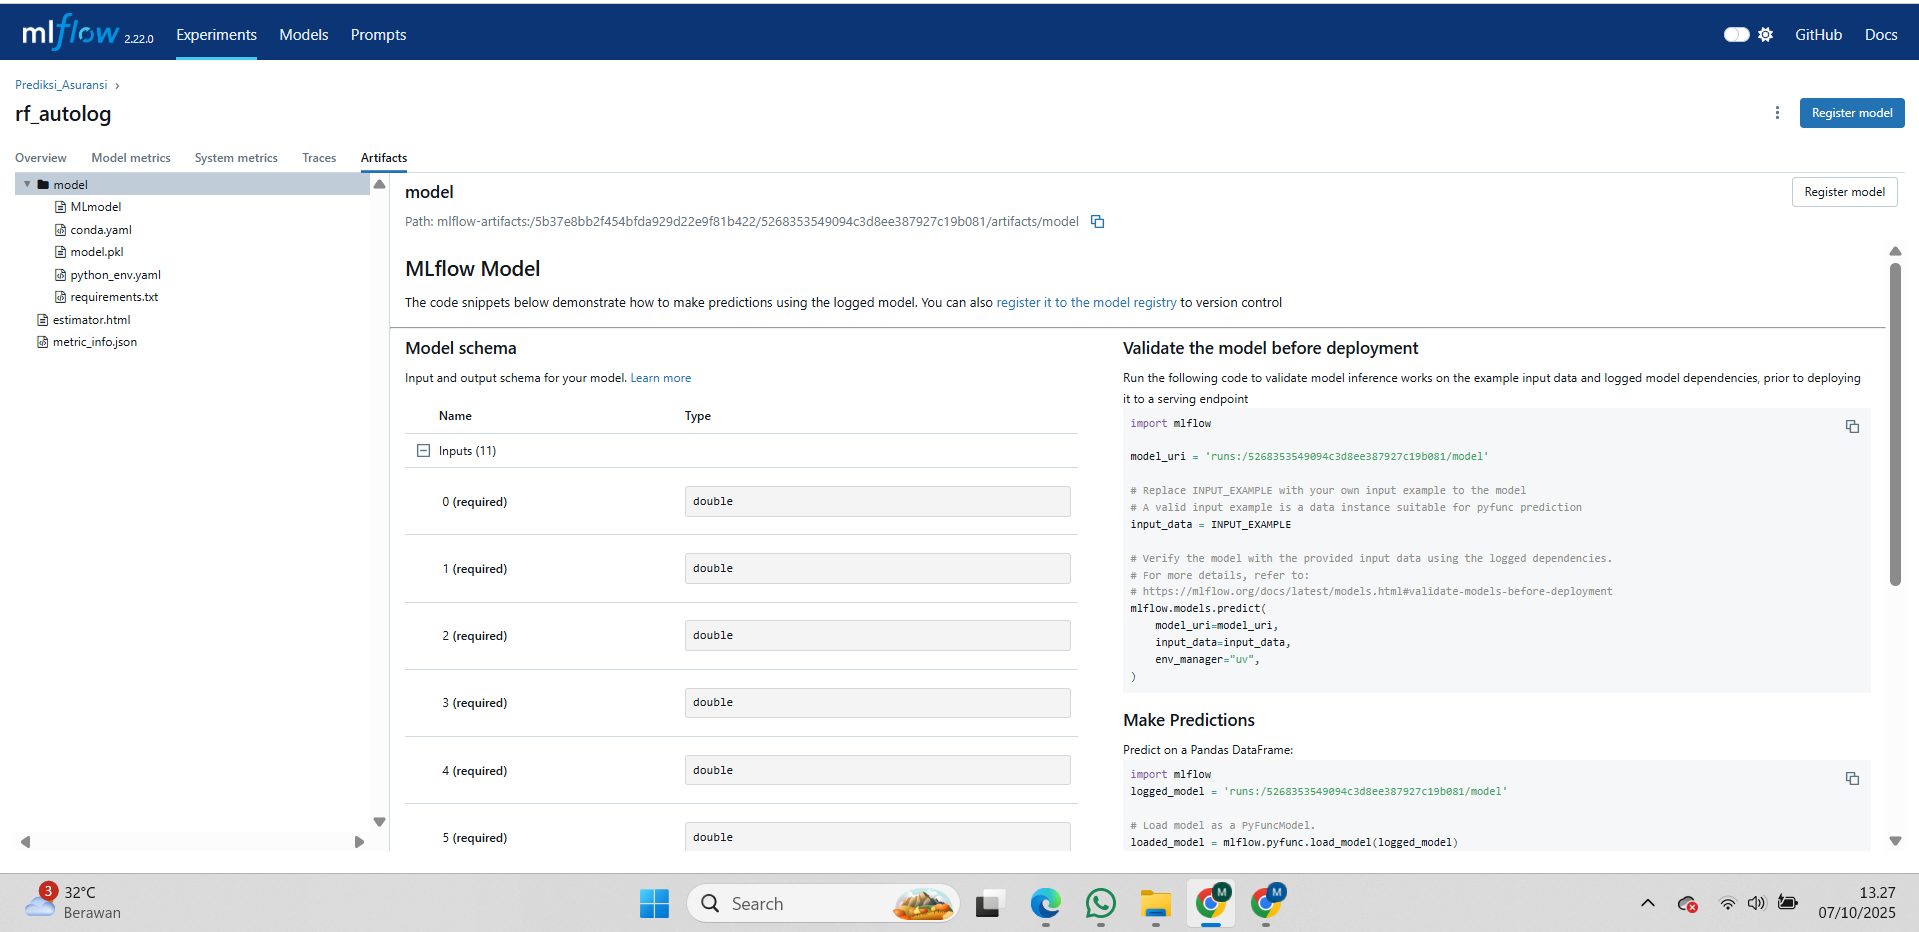 mlflow 2.22.0 Experiments Models Prompts GitHub Docs
Prediksi_Asuransi
rf_autolog
Register model
Overview Model metrics System metrics Traces Artifacts
model
MLmodel
conda.yaml
model.pkl
python_env.yaml
requirements.txt
estimator.html
metric_info.json
model
Register model
Path: mlflow-artifacts:/5b37e8bb2f454bfda929d22e9f81b422/5268353549094c3d8ee387927c19b081/artifacts/model
MLflow Model
The code snippets below demonstrate how to make predictions using the logged model. You can also register it to the model registry to version control
Model schema
Input and output schema for your model. Learn more
Name Type
Inputs (11)
0 (required) double
1 (required) double
2 (required) double
3 (required) double
4 (required) double
5 (required) double
Validate the model before deployment
Run the following code to validate model inference works on the example input data and logged model dependencies, prior to deploying
it to a serving endpoint
import mlflow
model_uri = 'runs:/5268353549094c3d8ee387927c19b081/model'
# Replace INPUT_EXAMPLE with your own input example to the model
# A valid input example is a data instance suitable for pyfunc prediction
input_data = INPUT_EXAMPLE
# Verify the model with the provided input data using the logged dependencies.
# For more details, refer to:
# https://mlflow.org/docs/latest/models.html#validate-models-before-deployment
mlflow.models.predict(
model_uri=model_uri,
input_data=input_data,
env_manager="uv",
)
Make Predictions
Predict on a Pandas DataFrame:
import mlflow
logged_model = 'runs:/5268353549094c3d8ee387927c19b081/model'
# Load model as a PyFuncModel.
loaded_model = mlflow.pyfunc.load_model(logged_model)
3
32°C
Berawan
Search
M
M
13.27
07/10/2025